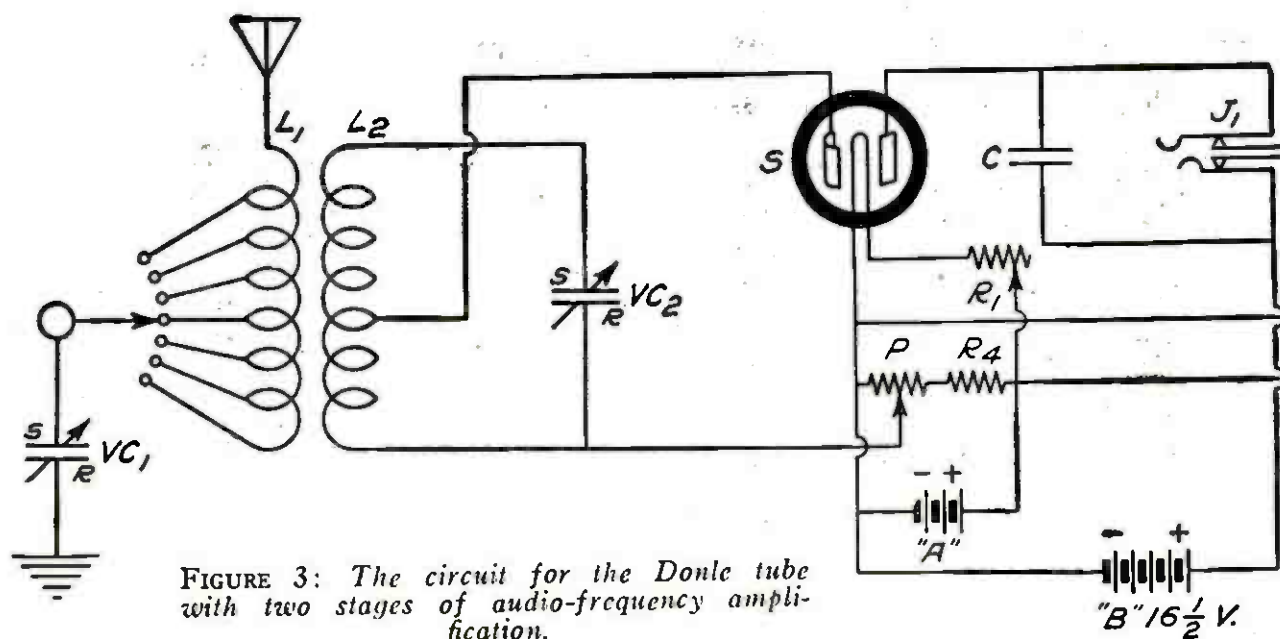 L1
L2
S
C
J1
R1
S
VC2
R
P
R4
S
VC1
R
- +
"A"
- +
"B" 16 1/2 V.
FIGURE 3: The circuit for the Donle tube
with two stages of audio-frequency ampli-
fication.